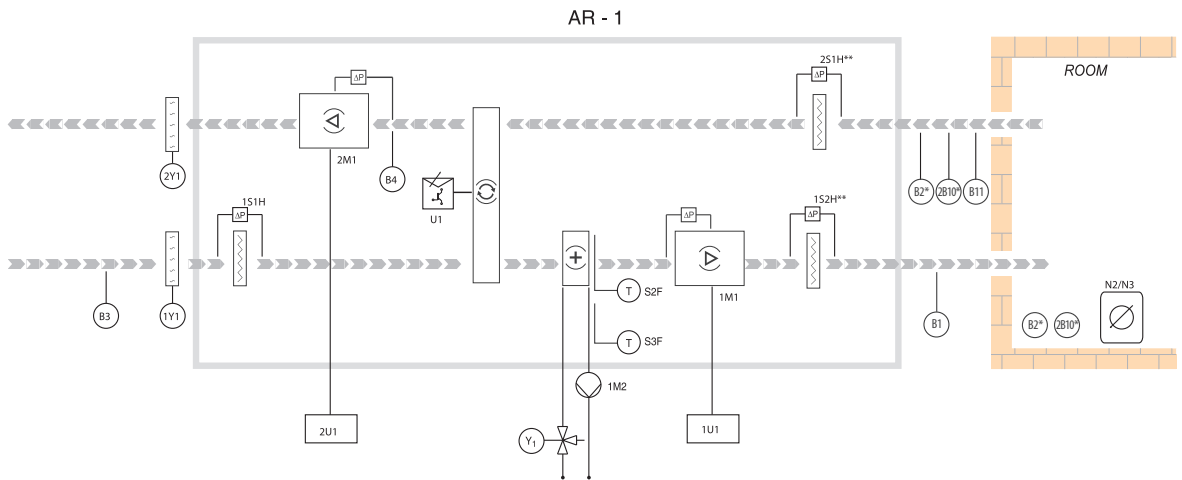 AR - 1
2S1H**
ROOM
ΔP
ΔP
2M1
2Y1
B4
B2*
2B10*
B11
1S1H
U1
1S2H**
ΔP
ΔP
ΔP
N2/N3
S2F
T
1M1
B3
1Y1
B1
B2*
2B10*
T
S3F
1M2
2U1
1U1
Y1